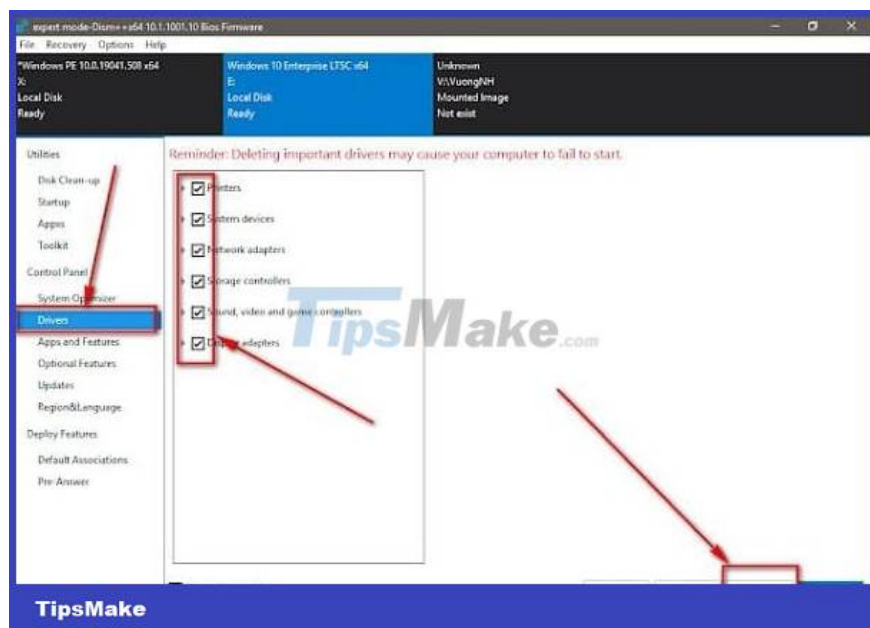 expert mode-Dism++x64 10.1.1001.10 Bios Firmware
File Recovery Options Help
*Windows PE 10.0.19041.508 x64
X:
Local Disk
Ready
Windows 10 Enterprise LTSC x64
E:
Local Disk
Ready
Unknown
V:\VuongNH
Mounted Image
Not exist
Utilities
Disk Clean-up
Startup
Appxs
Toolkit
Control Panel
System Optimizer
Drivers
Apps and Features
Optional Features
Updates
Region&Language
Deploy Features
Default Associations
Pre-Answer
Reminder: Deleting important drivers may cause your computer to fail to start.
Printers
System devices
Network adapters
Storage controllers
Sound, video and game controllers
Display adapters
TipsMake.com
TipsMake